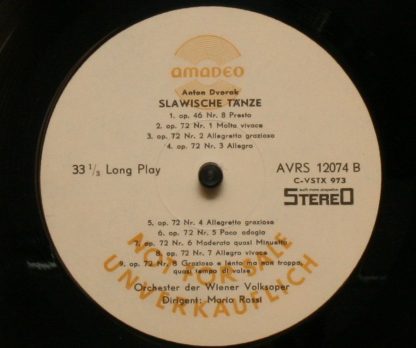 amadeo
Anton Dvorak
SLAWISCHE TÄNZE
1. op. 46 Nr. 8 Presto
2. op. 72 Nr. 1 Molto vivace
3. op. 72 Nr. 2 Allegretto grazioso
4. op. 72 Nr. 3 Allegro
33 1/3 Long Play
AVRS 12074 B
C-VSTX 973
STEREO
5. op. 72 Nr. 4 Allegretto grazioso
6. op. 72 Nr. 5 Poco adagio
7. op. 72 Nr. 6 Moderato quasi Minuetto
8. op. 72 Nr. 7 Allegro vivace
9. op. 72 Nr. 8 Grazioso e lento ma non troppo,
quasi tempo di valse
NOT FOR SALE
UNVERKÄUFLICH
Orchester der Wiener Volksoper
Dirigent: Mario Rossi